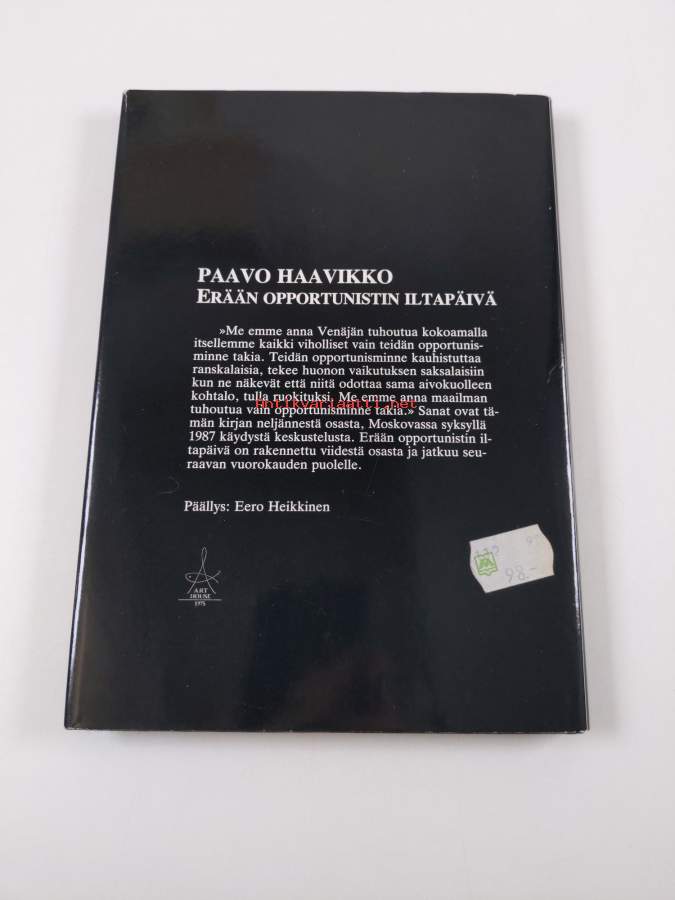 PAAVO HAAVIKKO
ERÄÄN OPPORTUNISTIN ILTAPÄIVÄ
»Me emme anna Venäjän tuhoutua kokoamalla
itsellemme kaikki viholliset vain teidän opportunis-
minne takia. Teidän opportunisminne kauhistuttaa
ranskalaisia, tekee huonon vaikutuksen saksalaisiin
kun ne näkevät että niitä odottaa sama aivokuolleen
kohtalo, tulla ruokituksi. Me emme anna maailman
tuhoutua vain opportunisminne takia.» Sanat ovat tä-
män kirjan neljännestä osasta, Moskovassa syksyllä
1987 käydystä keskustelusta. Erään opportunistin il-
tapäivä on rakennettu viidestä osasta ja jatkuu seu-
raavan vuorokauden puolelle.
Antikvariaatti.net
Päällys: Eero Heikkinen
98.-
ART
HOUSE
1975